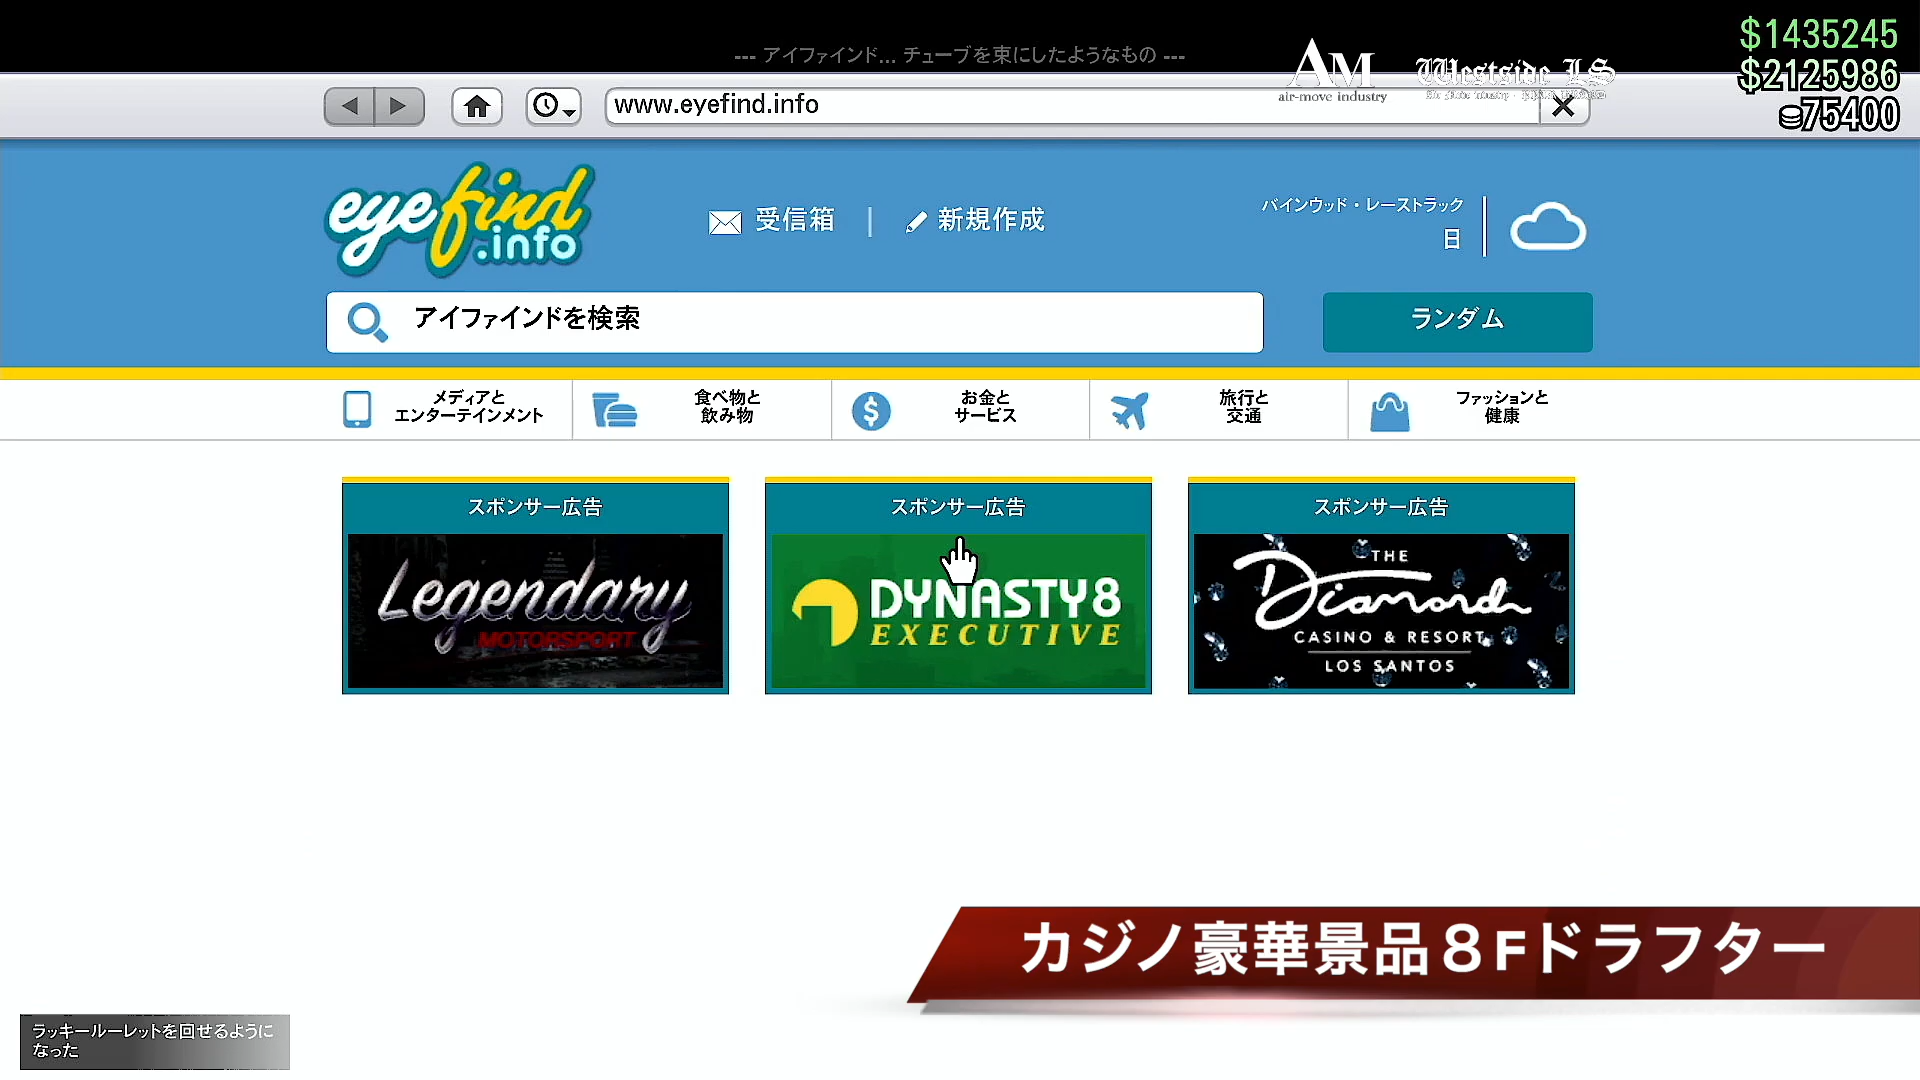 --- アイファインド... チューブを束にしたようなもの ---
$1435245
$2125986
75400
AM
air-move industry
Westside LS
www.eyefind.info
eyefind
.info
受信箱
新規作成
バインウッド・レーストラック
日
アイファインドを検索
ランダム
メディアと
エンターテインメント
食べ物と
飲み物
お金と
サービス
旅行と
交通
ファッションと
健康
スポンサー広告
Legendary
MOTORSPORT
スポンサー広告
DYNASTY 8
EXECUTIVE
スポンサー広告
THE
Diamond
CASINO & RESORT
LOS SANTOS
カジノ豪華景品８Fドラフター
ラッキールーレットを回せるように
なった